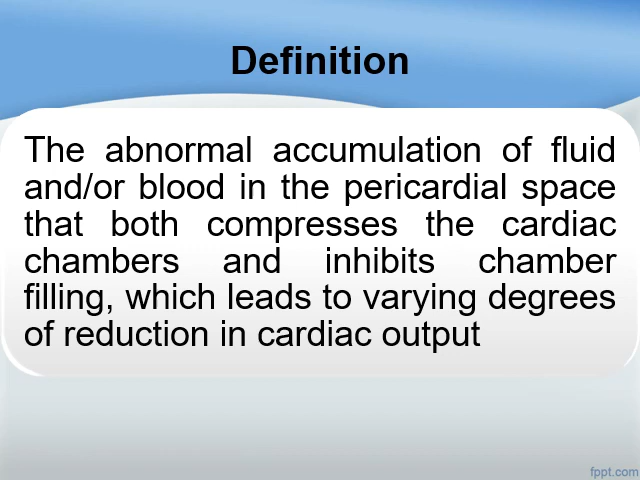 Definition
The abnormal accumulation of fluid
and/or blood in the pericardial space
that both compresses the cardiac
chambers and inhibits chamber
filling, which leads to varying degrees
of reduction in cardiac output
fppt.com